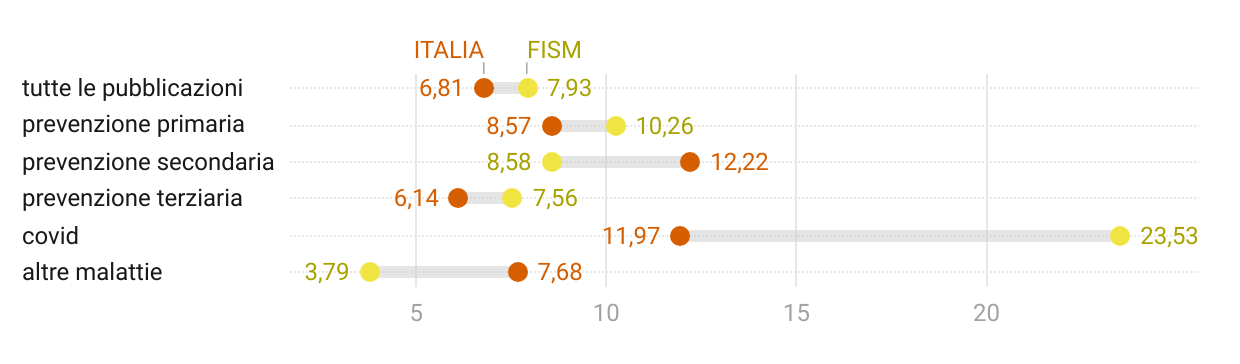 ITALIA FISM
tutte le pubblicazioni 6,81 7,93
prevenzione primaria 8,57 10,26
prevenzione secondaria 8,58 12,22
prevenzione terziaria 6,14 7,56
covid 11,97 23,53
altre malattie 3,79 7,68
5 10 15 20